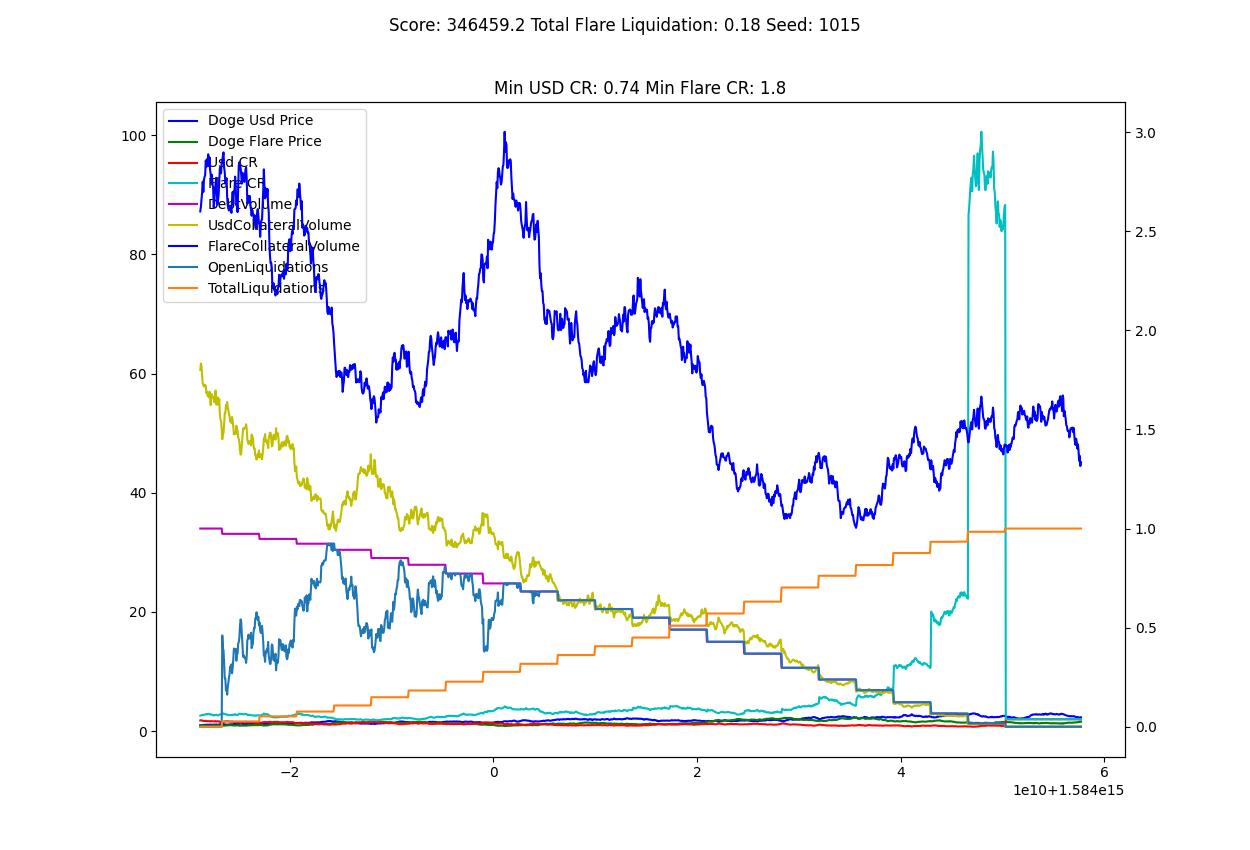 Score: 346459.2 Total Flare Liquidation: 0.18 Seed: 1015
Min USD CR: 0.74 Min Flare CR: 1.8
Doge Usd Price
Doge Flare Price
Usd CR
Flare CR
DebtVolume
UsdCollateralVolume
FlareCollateralVolume
OpenLiquidations
TotalLiquidations
100
80
60
40
20
0
3.0
2.5
2.0
1.5
1.0
0.5
0.0
−2
0
2
4
6
1e10+1.584e15